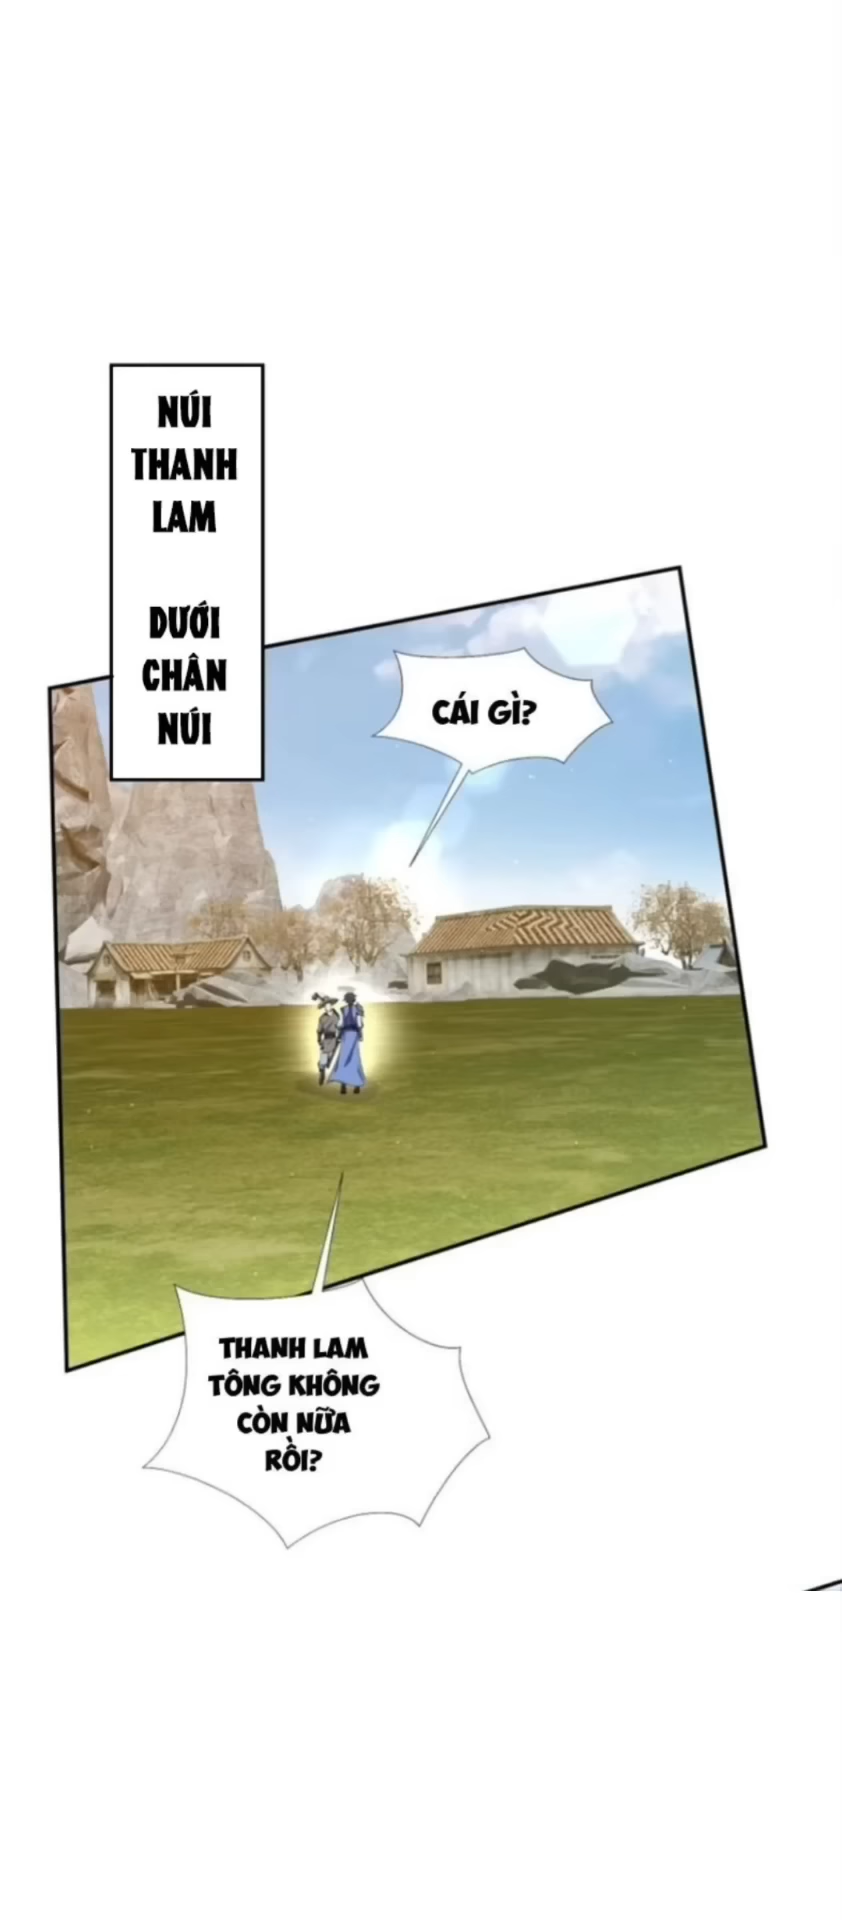 NÚI
THANH
LAM
DƯỚI
CHÂN
NÚI
CÁI GÌ?
THANH LAM
TÔNG KHÔNG
CÒN NỮA
RỒI?